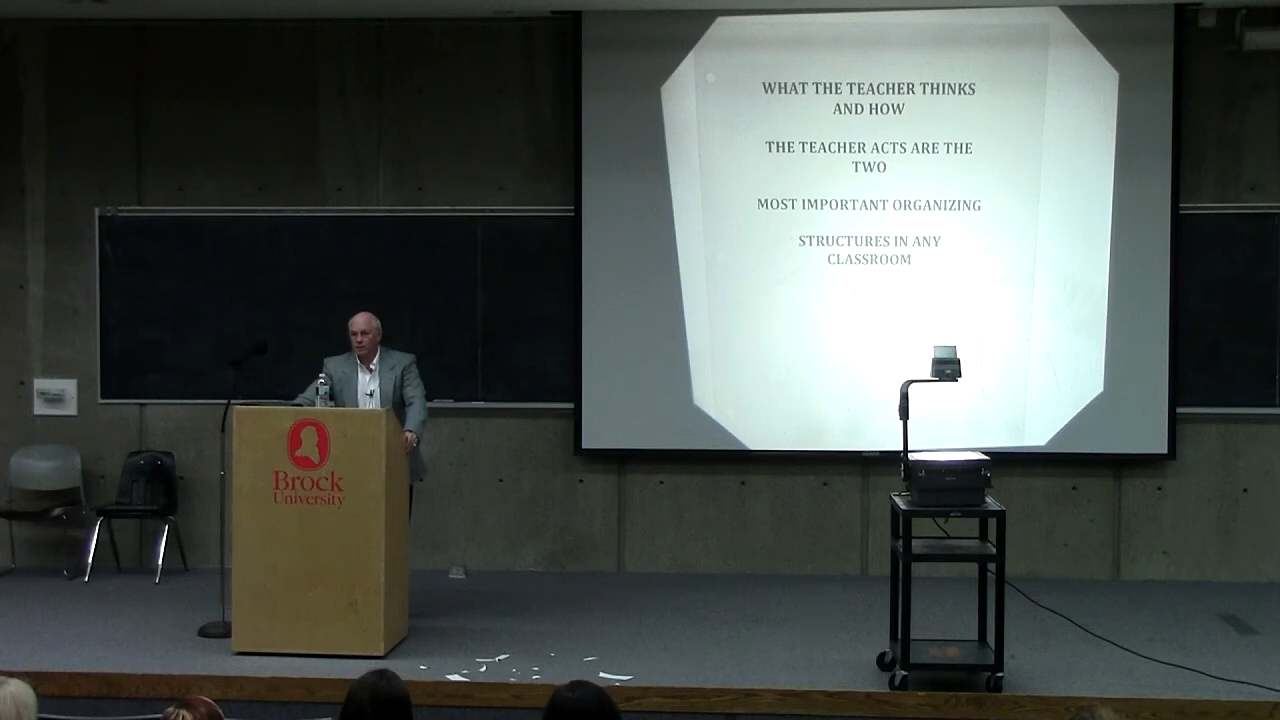 WHAT THE TEACHER THINKS
AND HOW
THE TEACHER ACTS ARE THE
TWO
MOST IMPORTANT ORGANIZING
STRUCTURES IN ANY
CLASSROOM
Brock
University